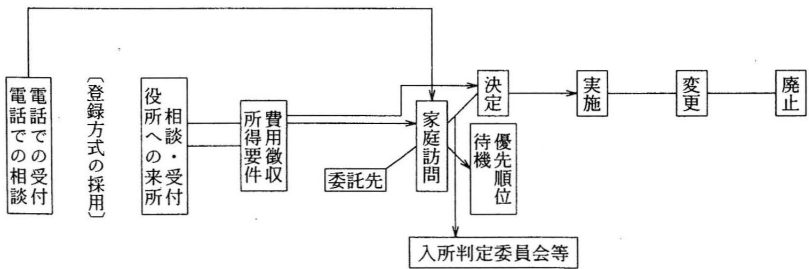 電話での受付
電話での相談
〔登録方式の採用〕
相談・受付
役所への来所
費用徴収
所得要件
委託先
家庭訪問
決定
優先順位
待機
入所判定委員会等
実施
変更
廃止